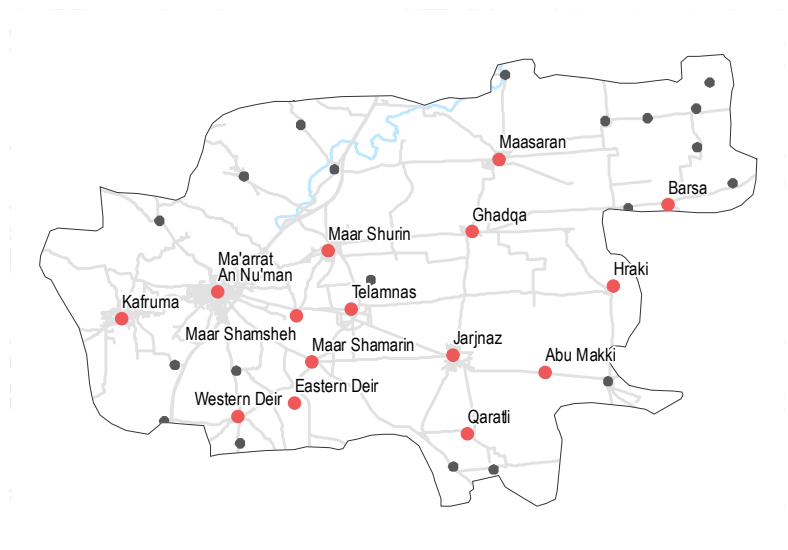 Maasaran
Barsa
Ghadqa
Maar Shurin
Ma'arrat
An Nu'man
Hraki
Telamnas
Kafruma
Maar Shamsheh
Maar Shamarin
Jarjnaz
Abu Makki
Eastern Deir
Western Deir
Qaratli